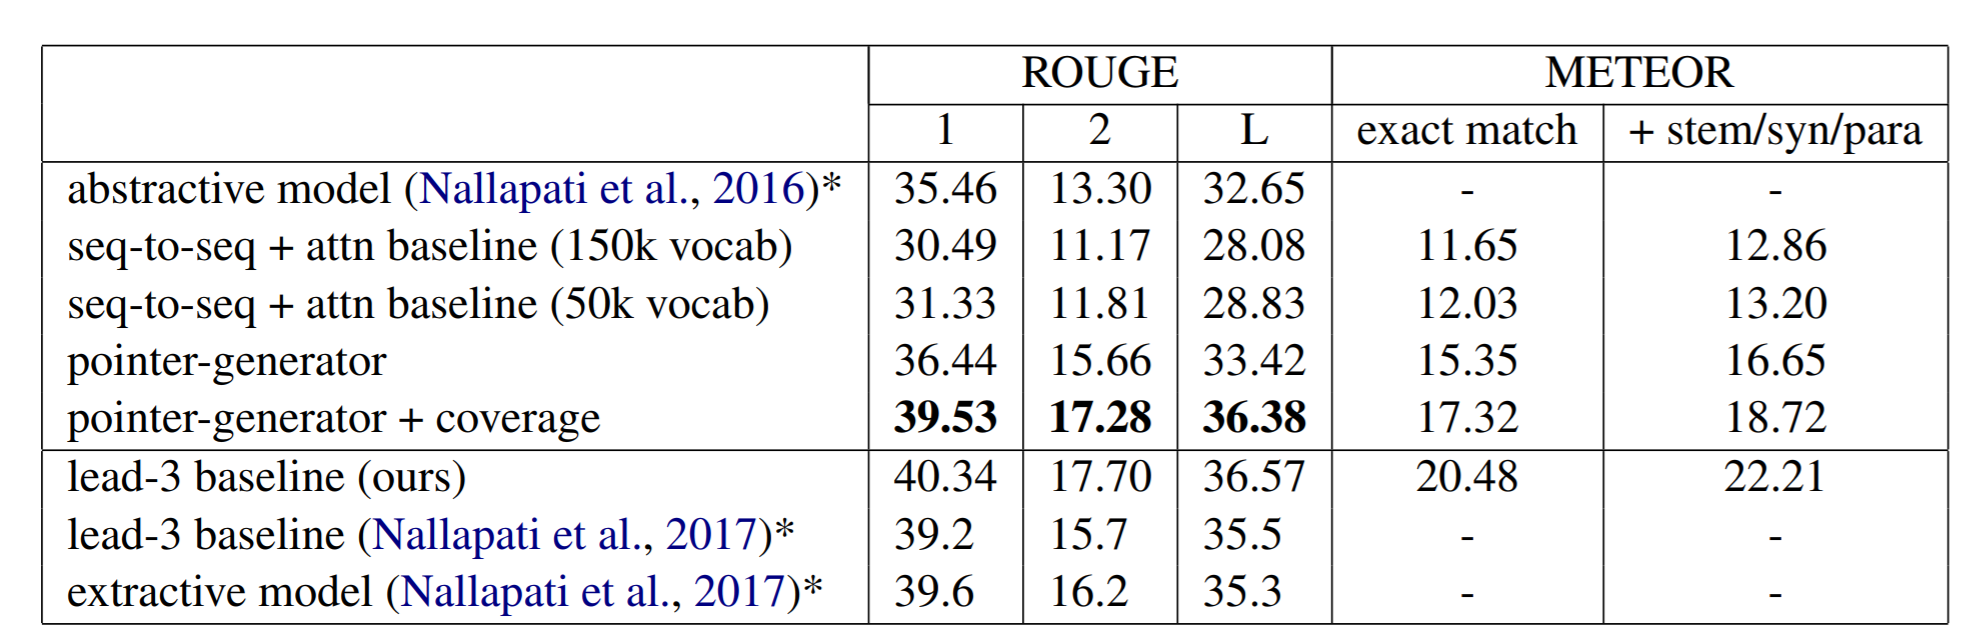 ROUGE METEOR
1 2 L exact match + stem/syn/para
abstractive model (Nallapati et al., 2016)* 35.46 13.30 32.65 - -
seq-to-seq + attn baseline (150k vocab) 30.49 11.17 28.08 11.65 12.86
seq-to-seq + attn baseline (50k vocab) 31.33 11.81 28.83 12.03 13.20
pointer-generator 36.44 15.66 33.42 15.35 16.65
pointer-generator + coverage 39.53 17.28 36.38 17.32 18.72
lead-3 baseline (ours) 40.34 17.70 36.57 20.48 22.21
lead-3 baseline (Nallapati et al., 2017)* 39.2 15.7 35.5 - -
extractive model (Nallapati et al., 2017)* 39.6 16.2 35.3 - -